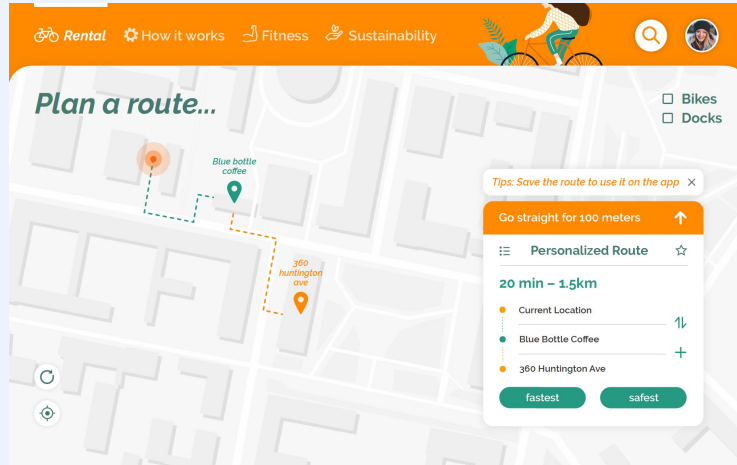 Rental How it works Fitness Sustainability
Plan a route...
Bikes
Docks
Blue bottle
coffee
360
huntington
ave
Tips: Save the route to use it on the app
Go straight for 100 meters
Personalized Route
20 min – 1.5km
Current Location
Blue Bottle Coffee
360 Huntington Ave
fastest safest